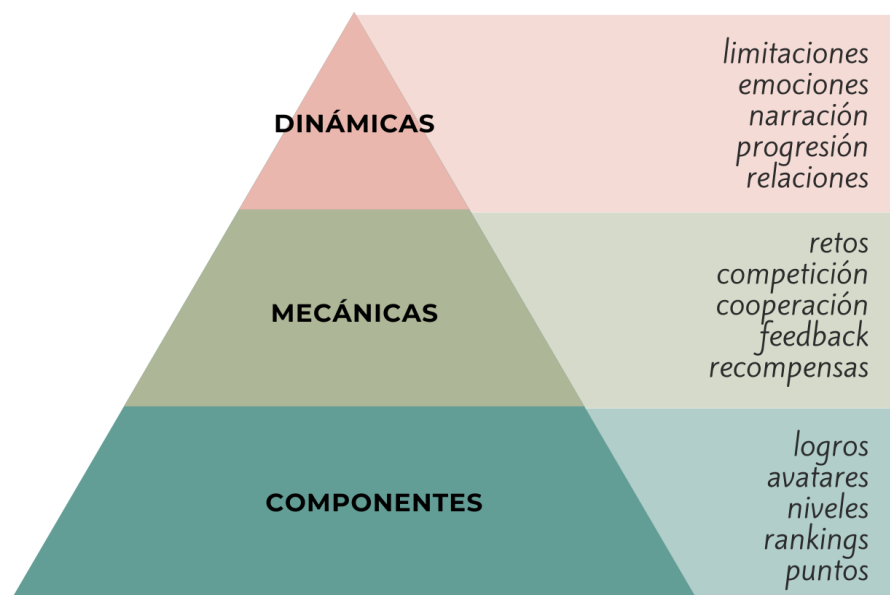 DINÁMICAS
limitaciones
emociones
narración
progresión
relaciones
MECÁNICAS
retos
competición
cooperación
feedback
recompensas
COMPONENTES
logros
avatares
niveles
rankings
puntos